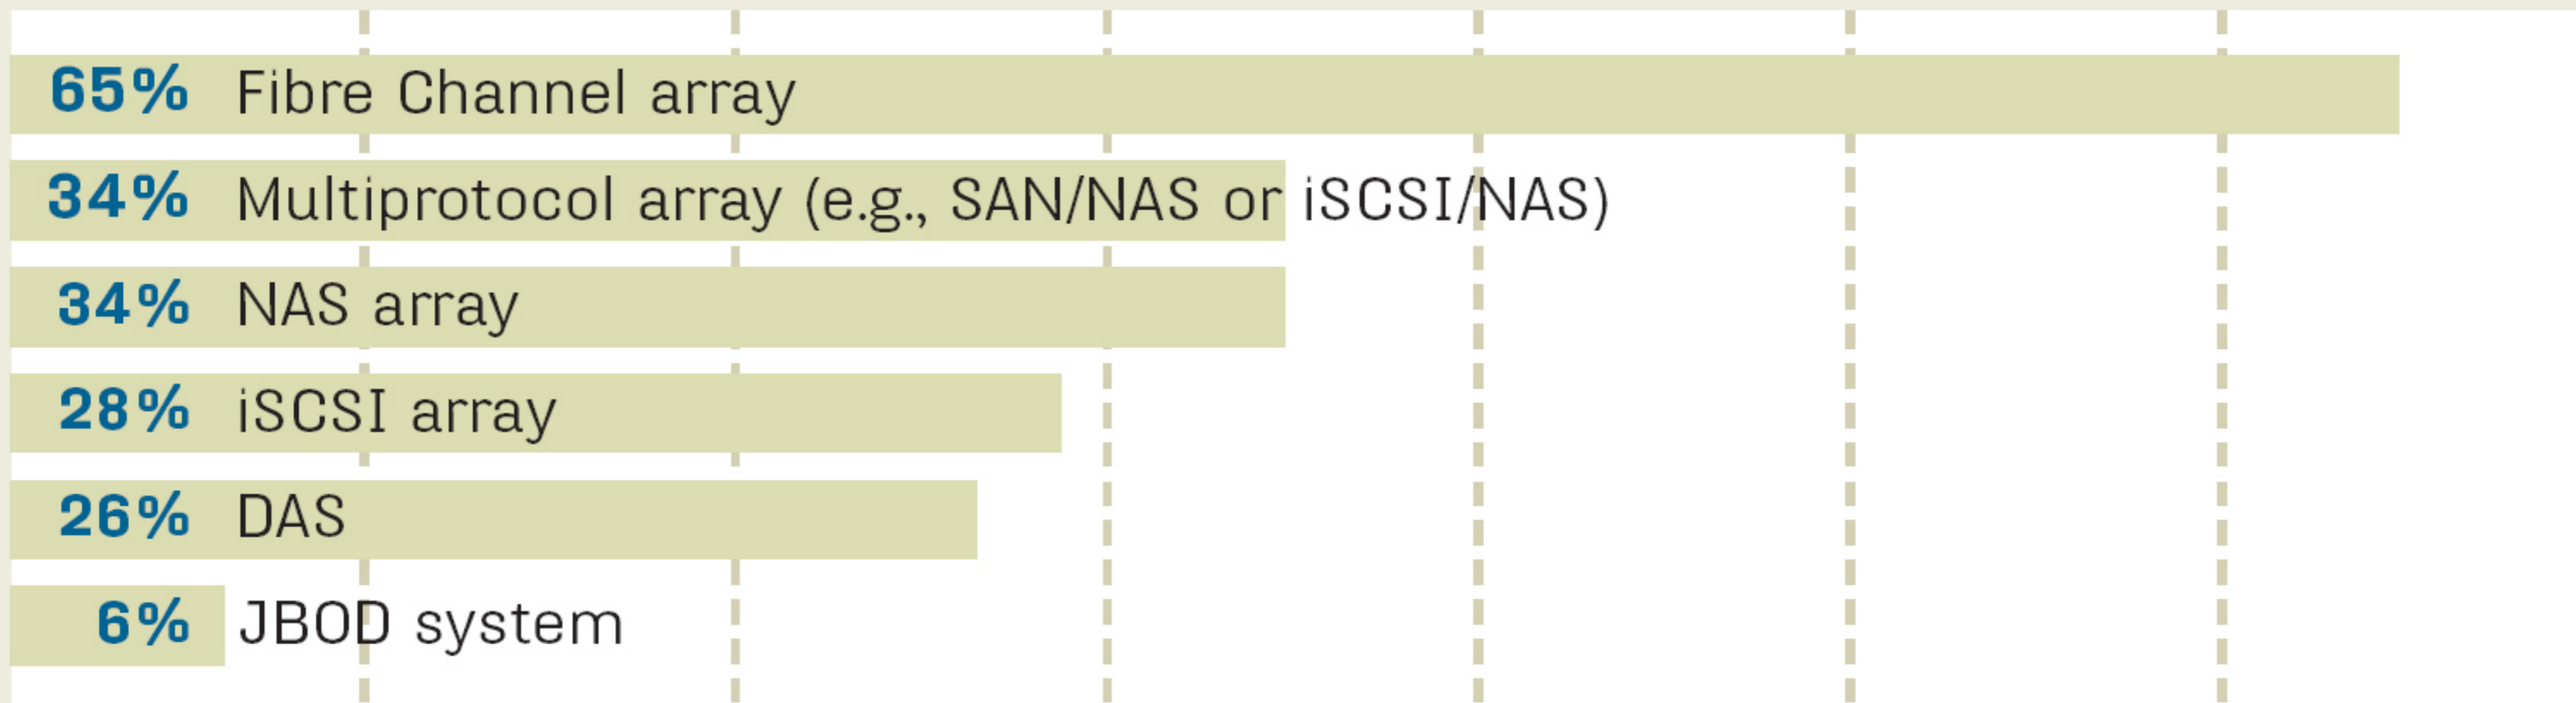 65% Fibre Channel array
34% Multiprotocol array (e.g., SAN/NAS or iSCSI/NAS)
34% NAS array
28% iSCSI array
26% DAS
6% JBOD system